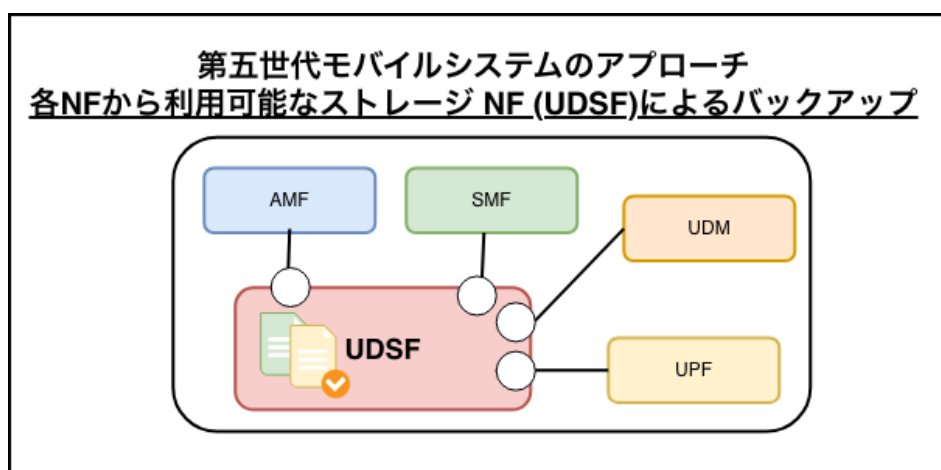 第五世代モバイルシステムのアプローチ
各NFから利用可能なストレージ NF (UDSF)によるバックアップ
AMF
SMF
UDM
UDSF
UPF